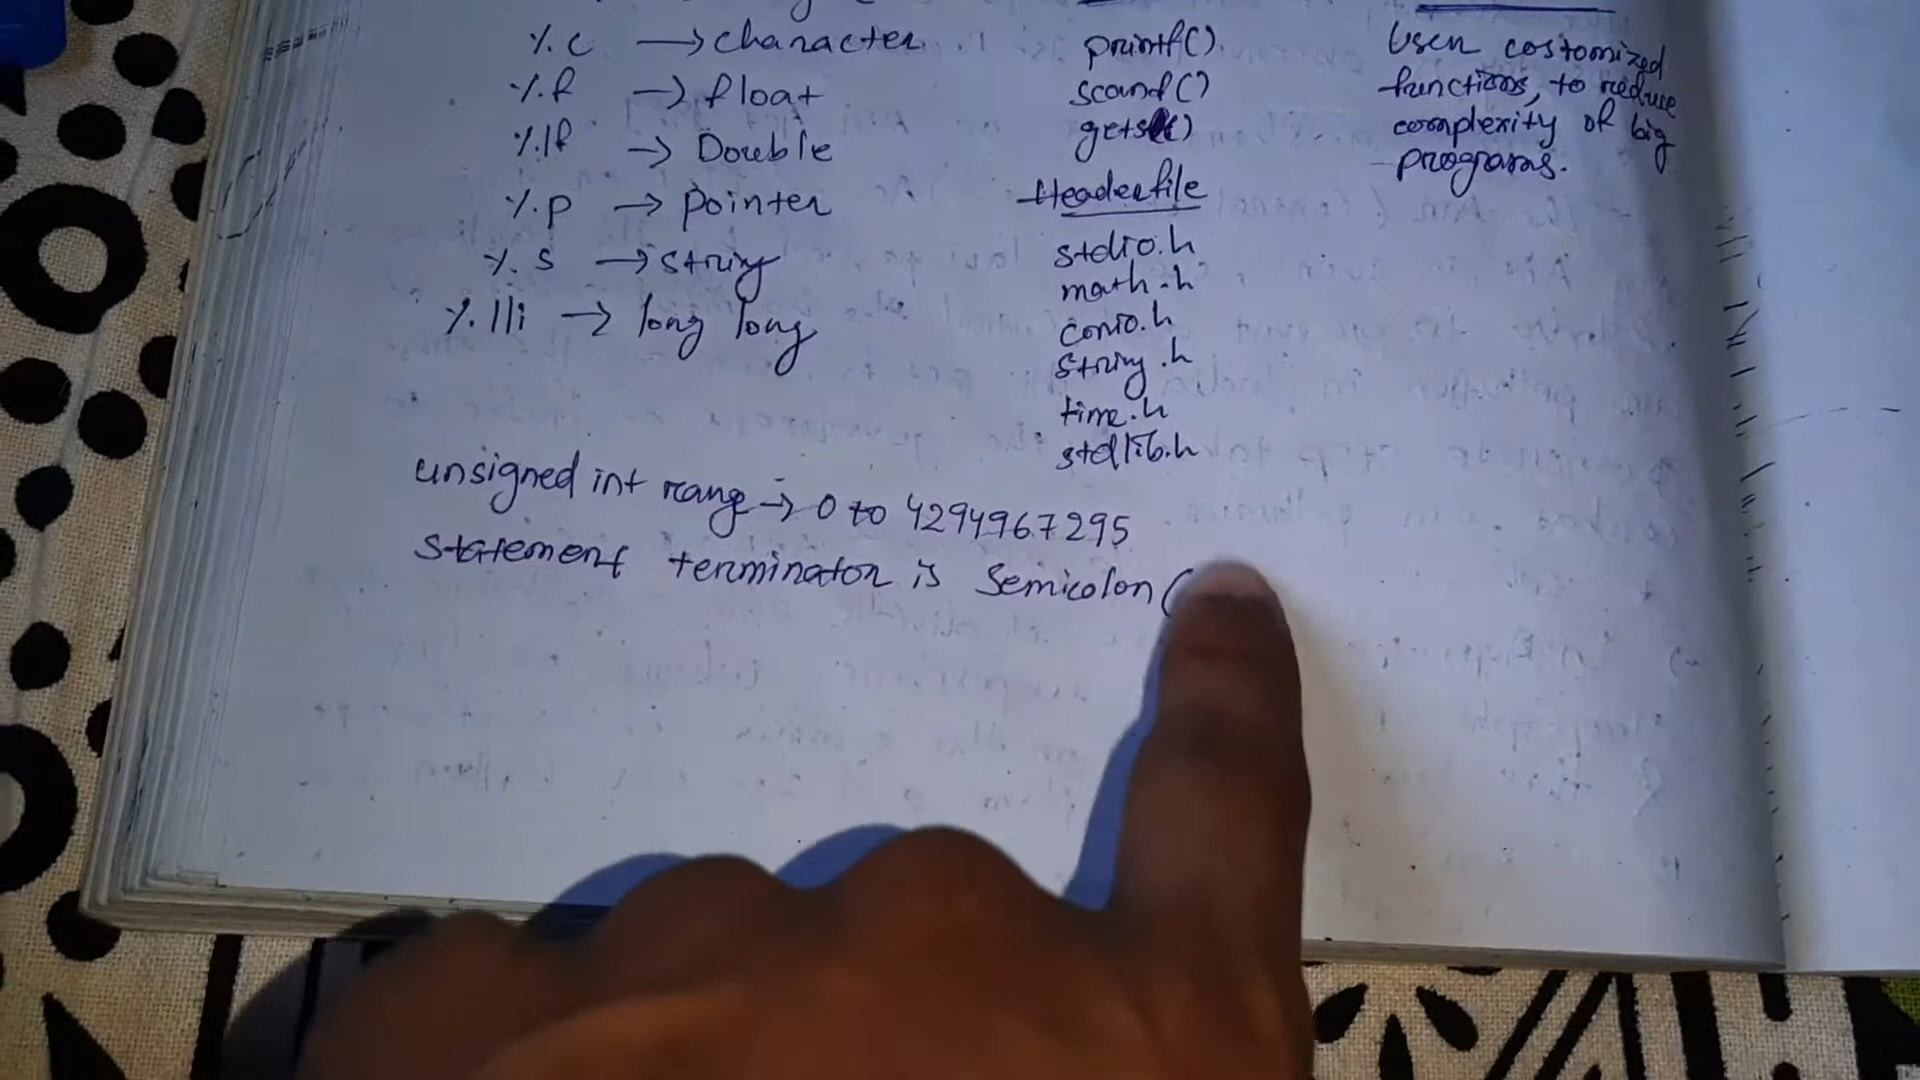 %c → character
%f → float
%lf → Double
%p → pointer
%s → string
%lli → long long
printf()
scanf()
gets()
Headerfile
stdio.h
math.h
conio.h
string.h
time.h
stdlib.h
User costomized
functions, to reduce
complexity of big
programs.
unsigned int range → 0 to 4294967295
statement terminator is Semicolon (